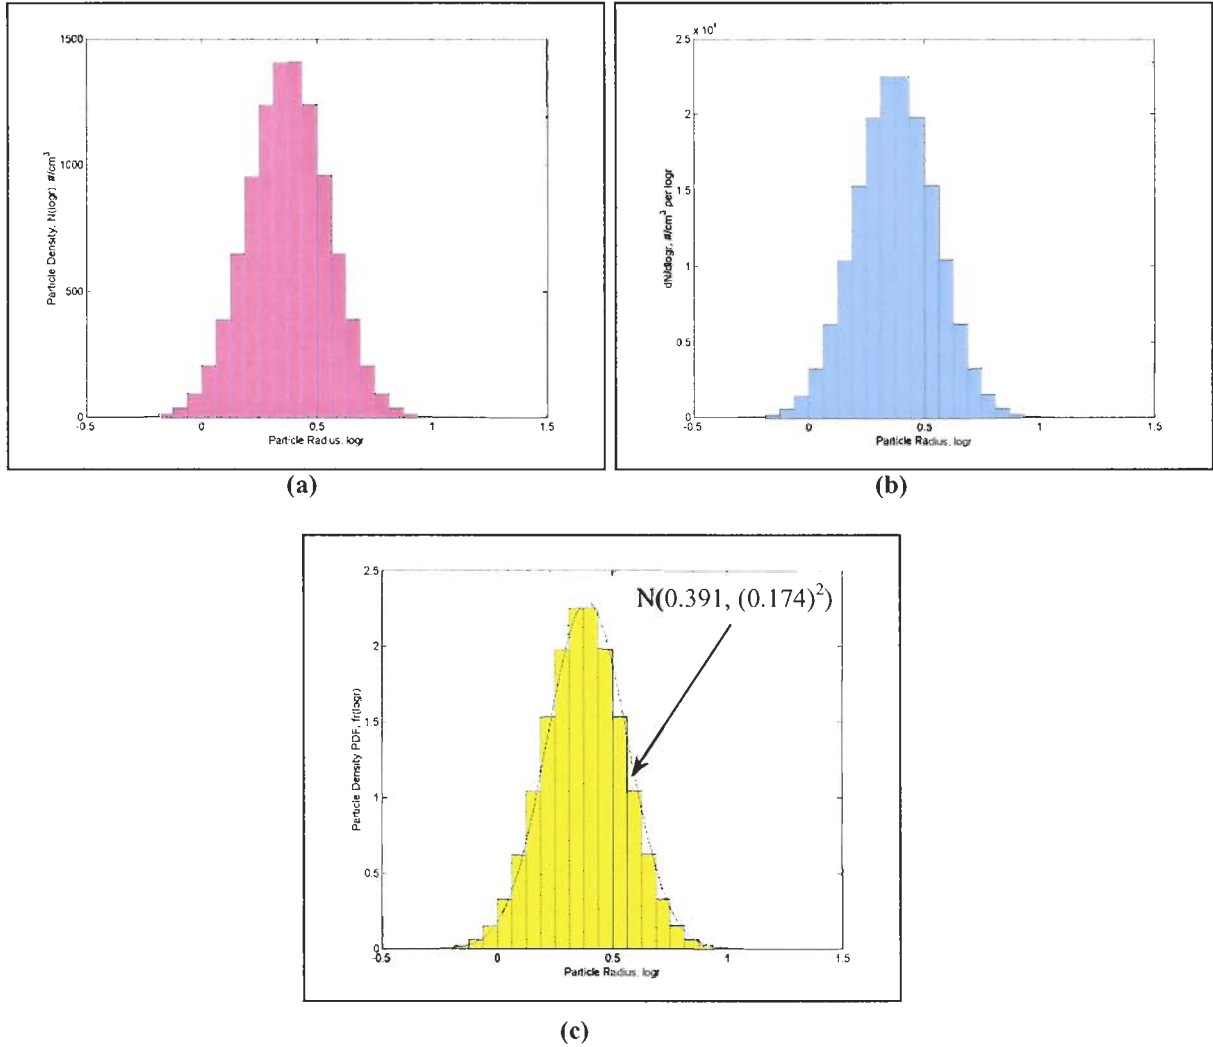 1500
1000
500
0
-0.5
0
0.5
1
1.5
Particle Density, N(logr), #/cm³
Particle Radius, logr
(a)
x 10⁴
2.5
2
1.5
1
0.5
0
-0.5
0
0.5
1
1.5
dN/dlogr, #/cm³ per logr
Particle Radius, logr
(b)
2.5
2
1.5
1
0.5
0
-0.5
0
0.5
1
1.5
Particle Density PDF, fr(logr)
Particle Radius, logr
N(0.391, (0.174)²)
(c)